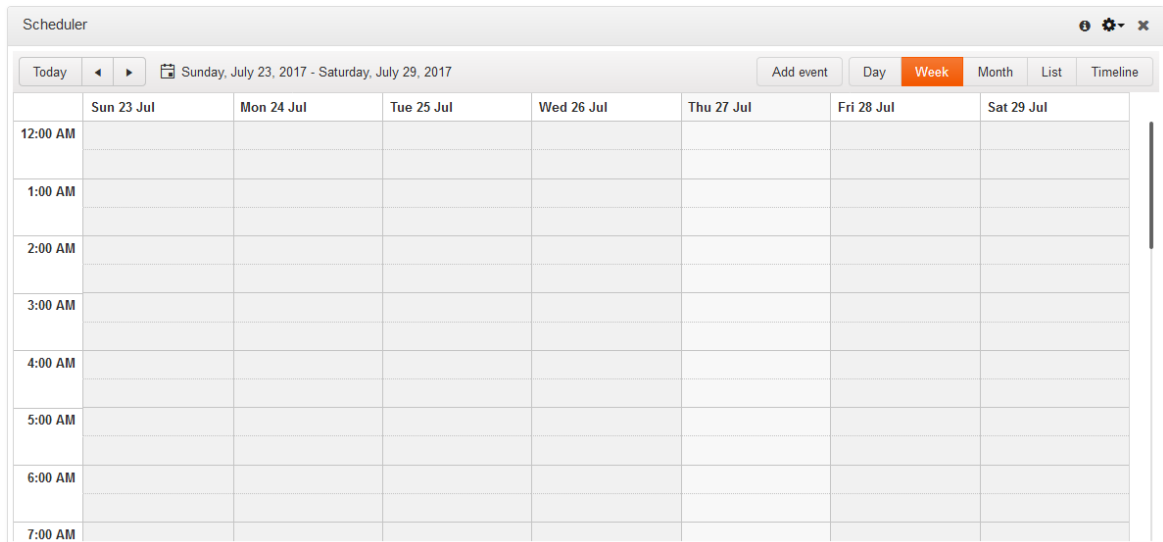 Scheduler
Today Sunday, July 23, 2017 - Saturday, July 29, 2017 Add event Day Week Month List Timeline
Sun 23 Jul Mon 24 Jul Tue 25 Jul Wed 26 Jul Thu 27 Jul Fri 28 Jul Sat 29 Jul
12:00 AM
1:00 AM
2:00 AM
3:00 AM
4:00 AM
5:00 AM
6:00 AM
7:00 AM